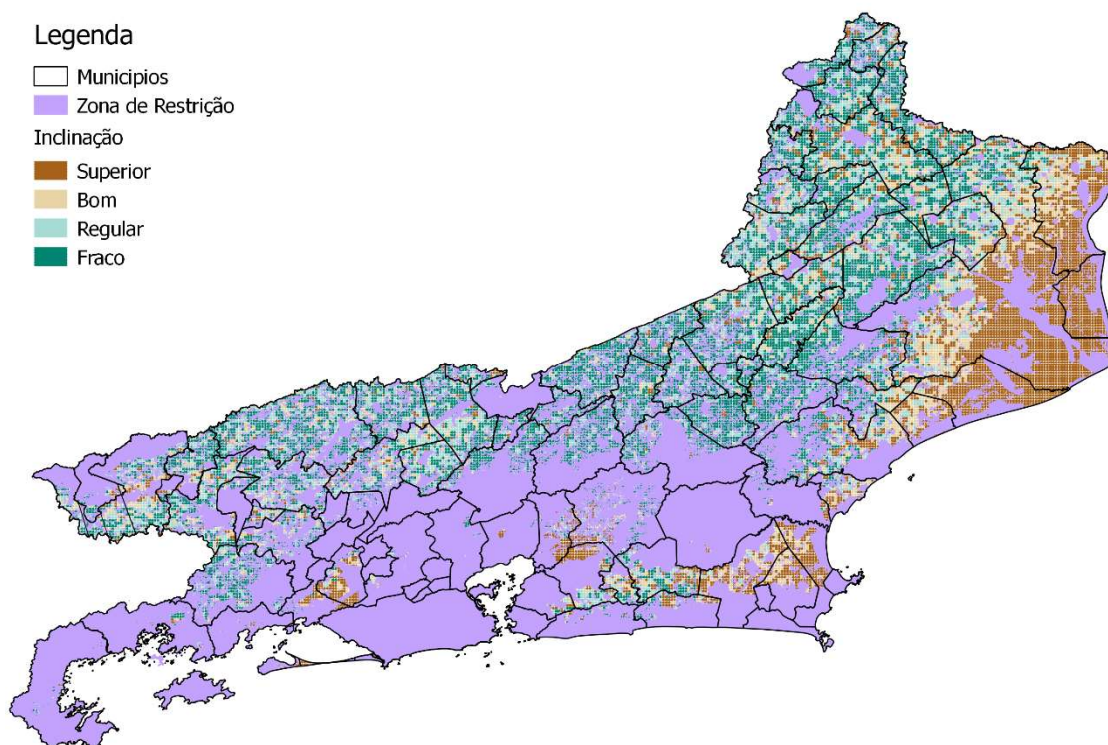 Legenda
Municipios
Zona de Restrição
Inclinação
Superior
Bom
Regular
Fraco